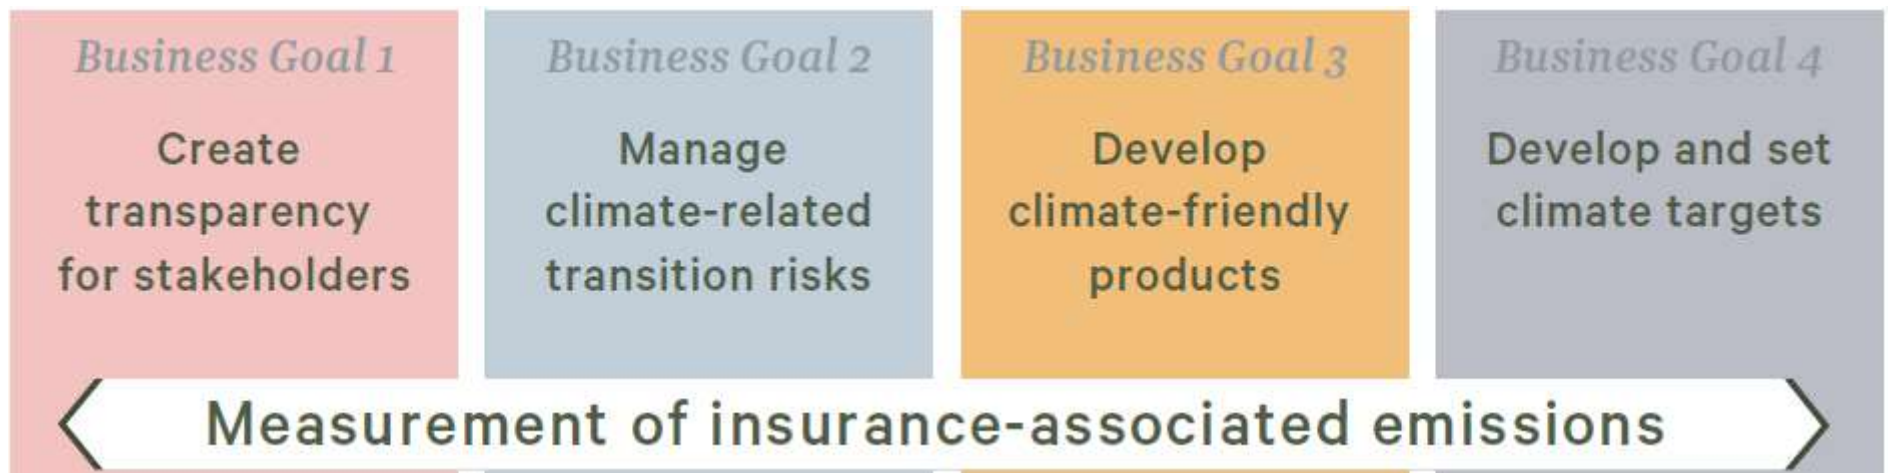 Business Goal 1
Create
transparency
for stakeholders
Business Goal 2
Manage
climate-related
transition risks
Business Goal 3
Develop
climate-friendly
products
Business Goal 4
Develop and set
climate targets
Measurement of insurance-associated emissions